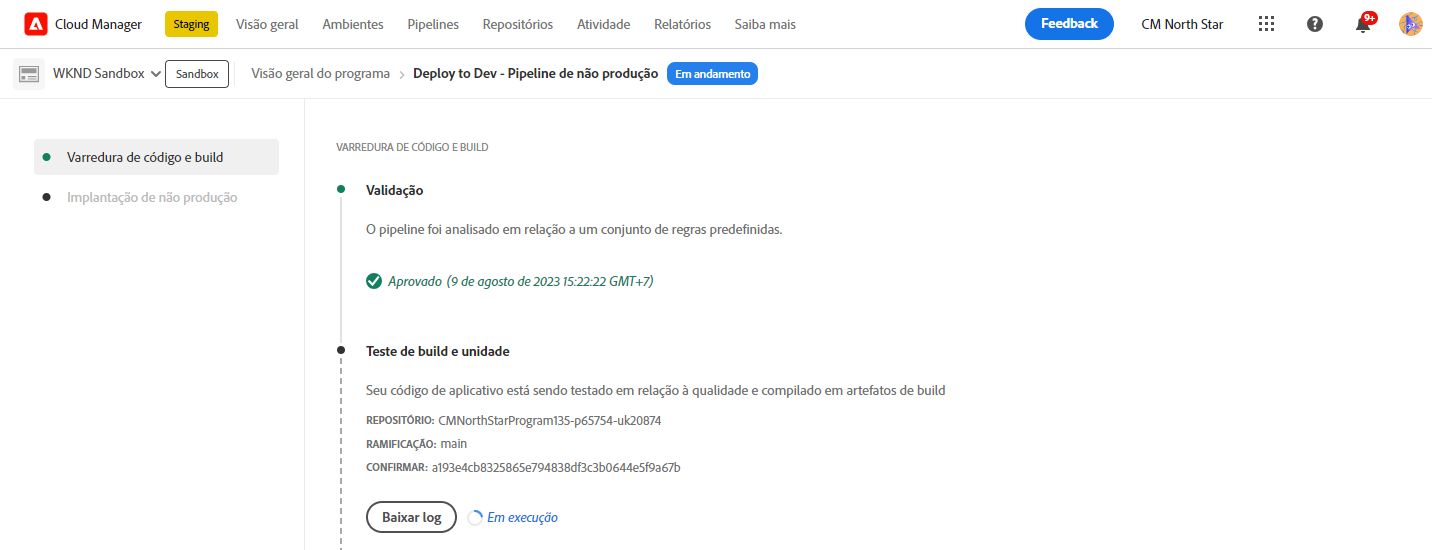 Cloud Manager Staging Visão geral Ambientes Pipelines Repositórios Atividade Relatórios Saiba mais Feedback CM North Star 9+
WKND Sandbox Sandbox Visão geral do programa Deploy to Dev - Pipeline de não produção Em andamento
Varredura de código e build
Implantação de não produção
VARREDURA DE CÓDIGO E BUILD
Validação
O pipeline foi analisado em relação a um conjunto de regras predefinidas.
Aprovado (9 de agosto de 2023 15:22:22 GMT+7)
Teste de build e unidade
Seu código de aplicativo está sendo testado em relação à qualidade e compilado em artefatos de build
REPOSITÓRIO: CMNorthStarProgram135-p65754-uk20874
RAMIFICAÇÃO: main
CONFIRMAR: a193e4cb8325865e794838df3c3b0644e5f9a67b
Baixar log Em execução